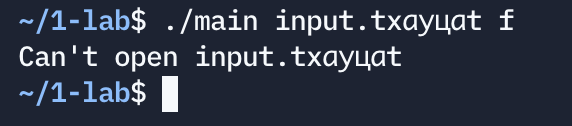 ~/1-lab$ ./main input.txауцат f
Can't open input.txауцат
~/1-lab$